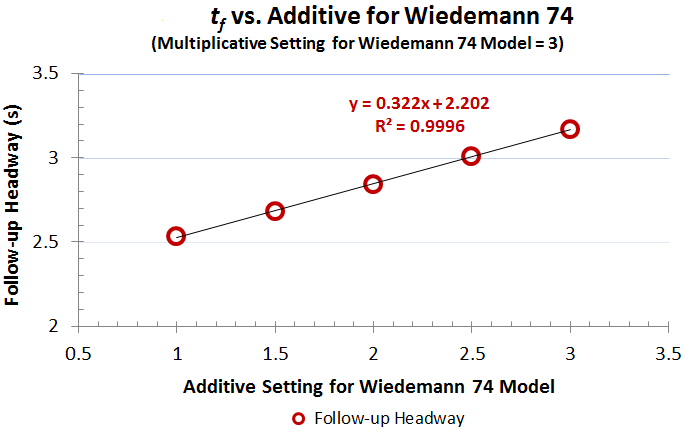 tf vs. Additive for Wiedemann 74
(Multiplicative Setting for Wiedemann 74 Model = 3)
3.5
y = 0.322x + 2.202
R² = 0.9996
3
2.5
2
Follow-up Headway (s)
0.5 1 1.5 2 2.5 3 3.5
Additive Setting for Wiedemann 74 Model
Follow-up Headway